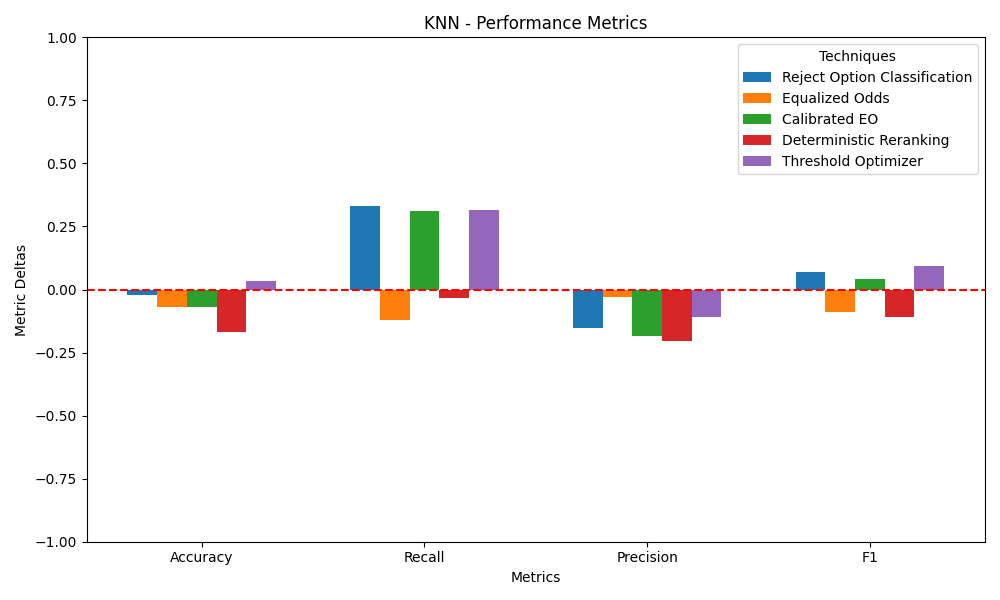 KNN - Performance Metrics
Metric Deltas
1.00
0.75
0.50
0.25
0.00
−0.25
−0.50
−0.75
−1.00
Techniques
Reject Option Classification
Equalized Odds
Calibrated EO
Deterministic Reranking
Threshold Optimizer
Accuracy
Recall
Precision
F1
Metrics